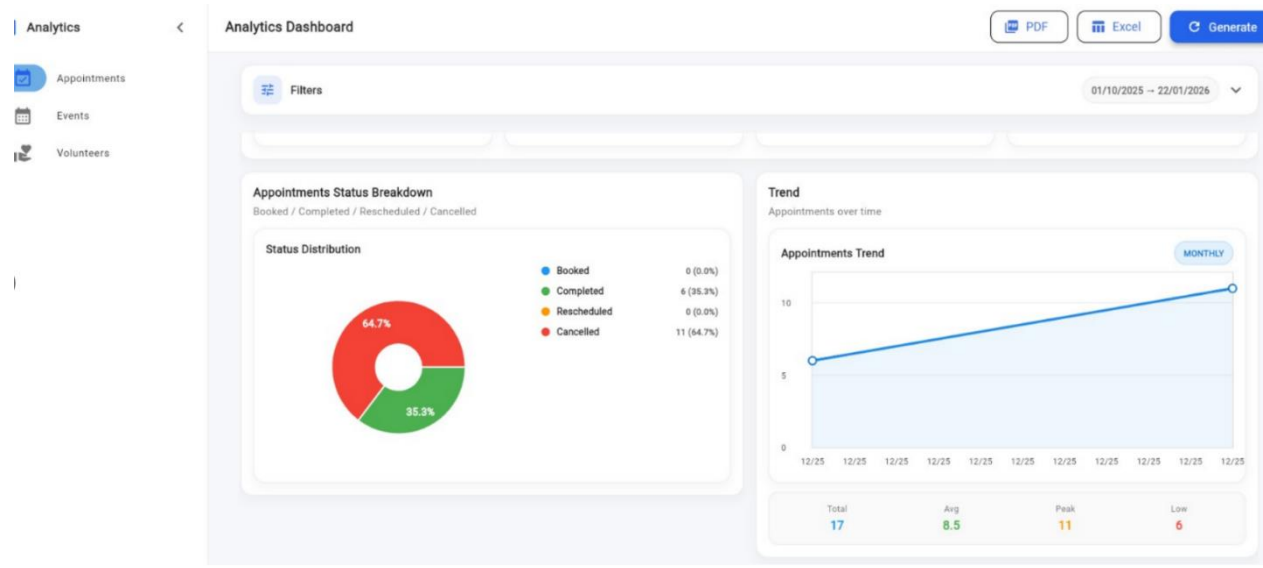 Analytics
Analytics Dashboard
PDF
Excel
Generate
Appointments
Events
Volunteers
Filters
01/10/2025 → 22/01/2026
Appointments Status Breakdown
Booked / Completed / Rescheduled / Cancelled
Status Distribution
Booked 0 (0.0%)
Completed 6 (35.3%)
Rescheduled 0 (0.0%)
Cancelled 11 (64.7%)
64.7%
35.3%
Trend
Appointments over time
Appointments Trend
MONTHLY
10
5
0
12/25 12/25 12/25 12/25 12/25 12/25 12/25 12/25 12/25 12/25 12/25
Total Avg Peak Low
17 8.5 11 6